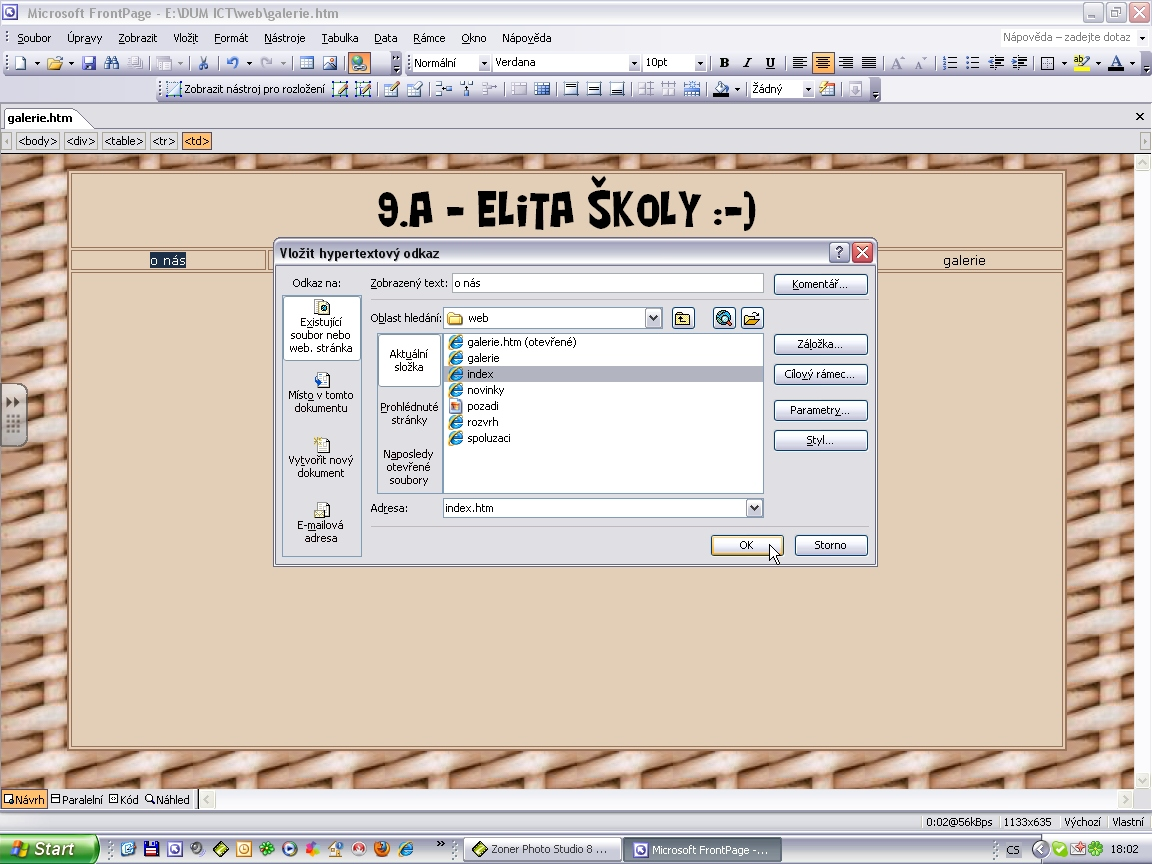 Microsoft FrontPage - E:\DUM ICT\web\galerie.htm
Soubor Úpravy Zobrazit Vložit Formát Nástroje Tabulka Data Rámce Okno Nápověda
Nápověda – zadejte dotaz
Normální Verdana 10pt B I U
Zobrazit nástroj pro rozložení Žádný
galerie.htm
<body> <div> <table> <tr> <td>
9.A - ELITA ŠKOLY :-)
o nás
galerie
Vložit hypertextový odkaz
Odkaz na:
Zobrazený text: o nás
Komentář...
Existující soubor nebo web. stránka
Místo v tomto dokumentu
Vytvořit nový dokument
E-mailová adresa
Oblast hledání: web
Aktuální složka
Prohlédnuté stránky
Naposledy otevřené soubory
galerie.htm (otevřené)
galerie
index
novinky
pozadi
rozvrh
spoluzaci
Záložka...
Cílový rámec...
Parametry...
Styl...
Adresa: index.htm
OK
Storno
Návrh Paralelní Kód Náhled
0:02@56kBps 1133x635 Výchozí Vlastní
Start
Zoner Photo Studio 8 ...
Microsoft FrontPage -...
CS
18:02